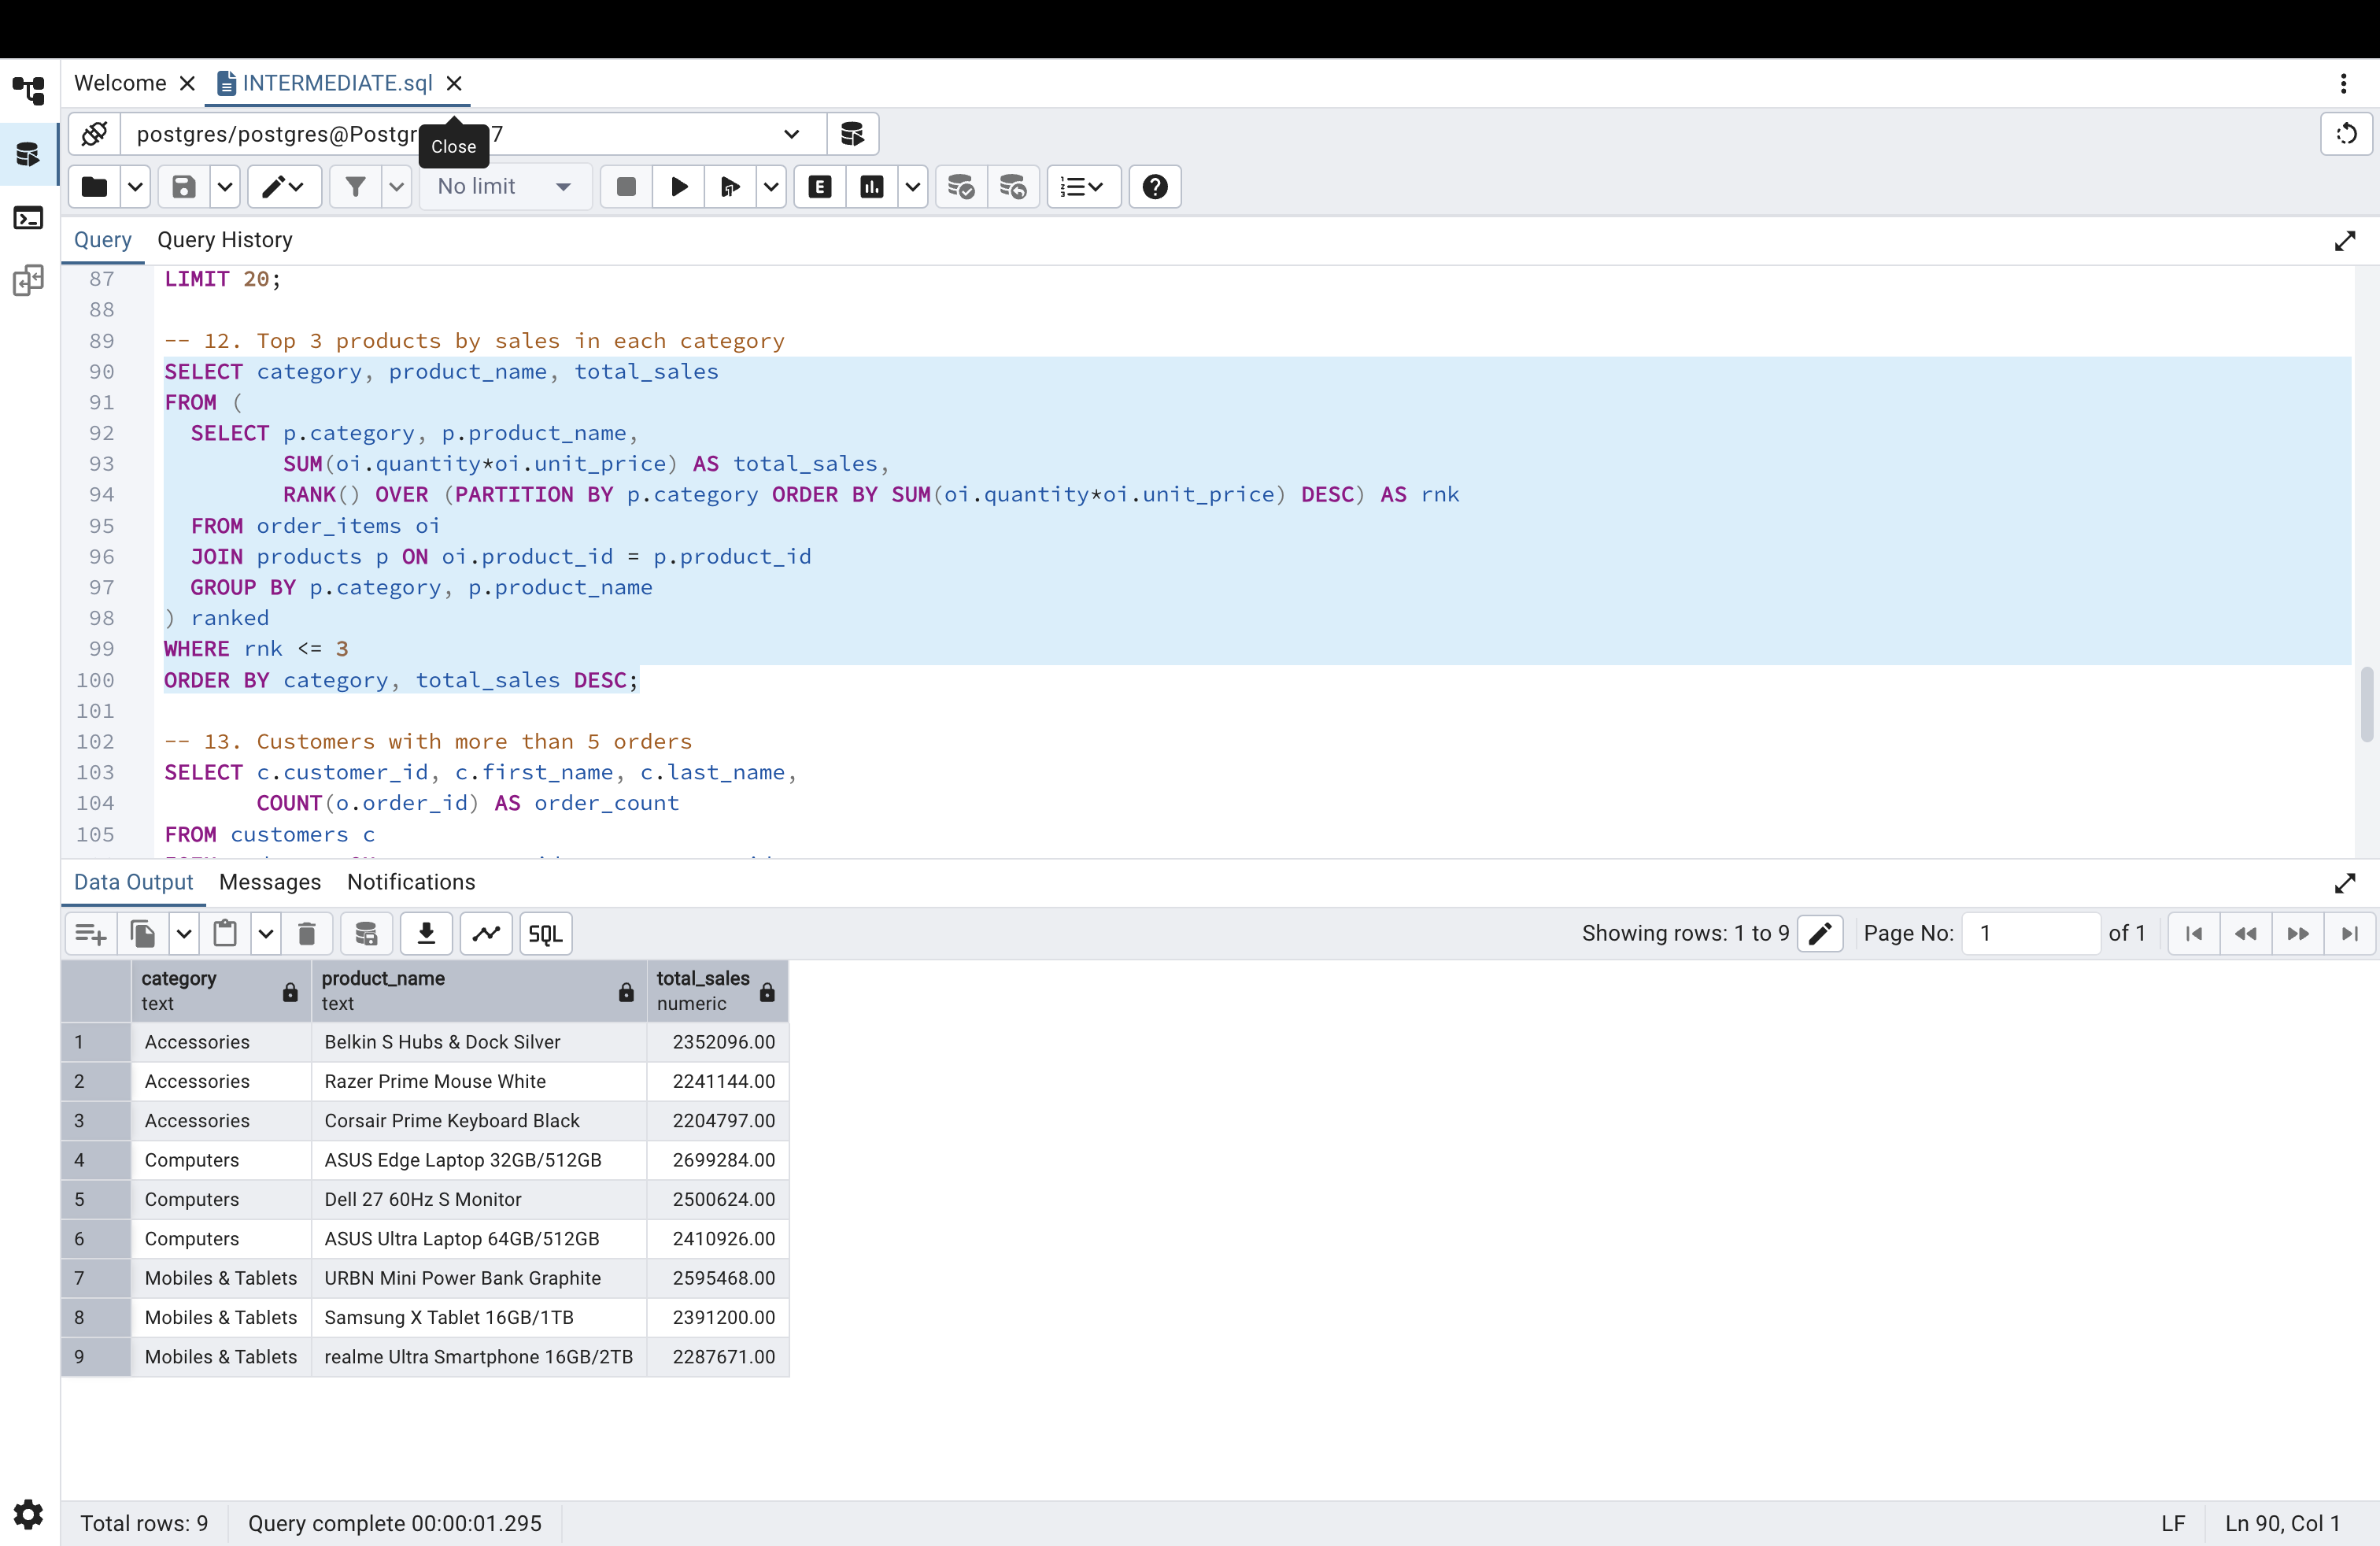 Welcome
INTERMEDIATE.sql
postgres/postgres@Postgr
7
Close
No limit
E
Query
Query History
87 LIMIT 20;
88
89 -- 12. Top 3 products by sales in each category
90 SELECT category, product_name, total_sales
91 FROM (
92 SELECT p.category, p.product_name,
93 SUM(oi.quantity*oi.unit_price) AS total_sales,
94 RANK() OVER (PARTITION BY p.category ORDER BY SUM(oi.quantity*oi.unit_price) DESC) AS rnk
95 FROM order_items oi
96 JOIN products p ON oi.product_id = p.product_id
97 GROUP BY p.category, p.product_name
98 ) ranked
99 WHERE rnk <= 3
100 ORDER BY category, total_sales DESC;
101
102 -- 13. Customers with more than 5 orders
103 SELECT c.customer_id, c.first_name, c.last_name,
104 COUNT(o.order_id) AS order_count
105 FROM customers c
Data Output
Messages
Notifications
SQL
Showing rows: 1 to 9
Page No: 1 of 1
category text
product_name text
total_sales numeric
1 Accessories Belkin S Hubs & Dock Silver 2352096.00
2 Accessories Razer Prime Mouse White 2241144.00
3 Accessories Corsair Prime Keyboard Black 2204797.00
4 Computers ASUS Edge Laptop 32GB/512GB 2699284.00
5 Computers Dell 27 60Hz S Monitor 2500624.00
6 Computers ASUS Ultra Laptop 64GB/512GB 2410926.00
7 Mobiles & Tablets URBN Mini Power Bank Graphite 2595468.00
8 Mobiles & Tablets Samsung X Tablet 16GB/1TB 2391200.00
9 Mobiles & Tablets realme Ultra Smartphone 16GB/2TB 2287671.00
Total rows: 9
Query complete 00:00:01.295
LF
Ln 90, Col 1